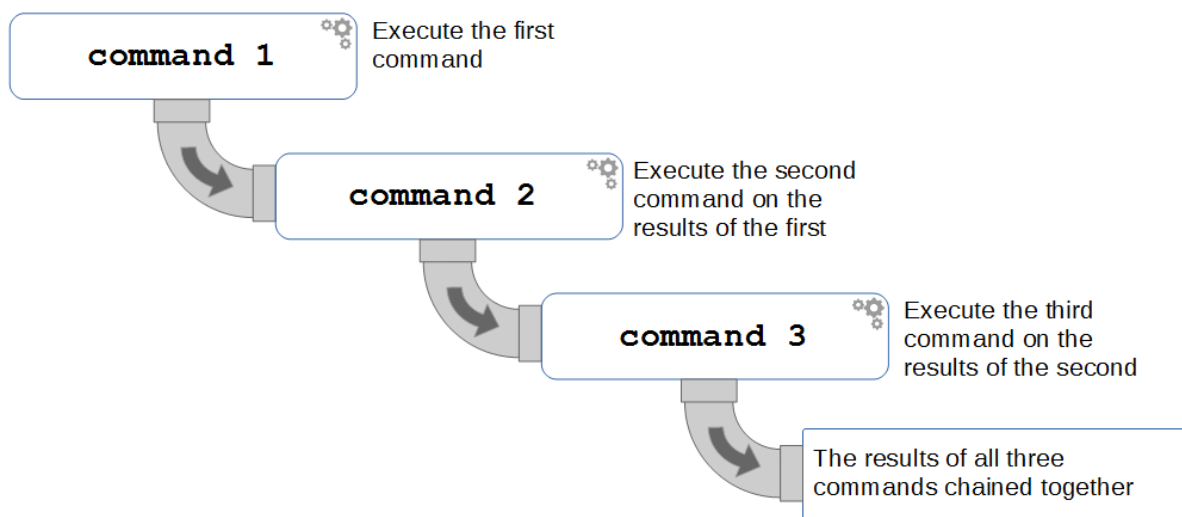 command 1
Execute the first
command
command 2
Execute the second
command on the
results of the first
command 3
Execute the third
command on the
results of the second
The results of all three
commands chained together